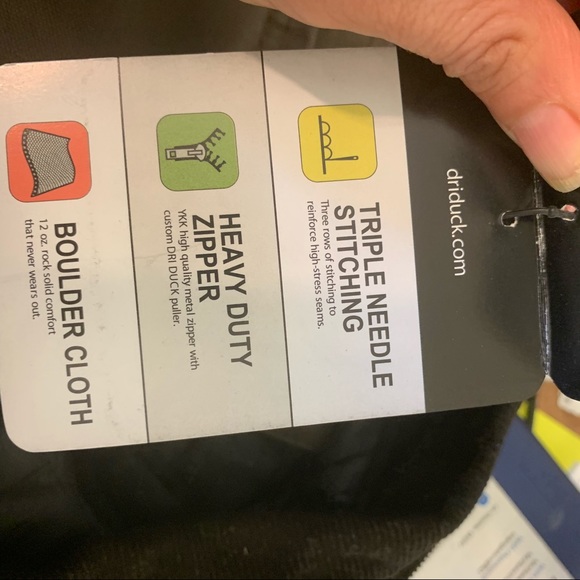 driduck.com
TRIPLE NEEDLE
STITCHING
Three rows of stitching to
reinforce high-stress seams.
HEAVY DUTY
ZIPPER
YKK high quality metal zipper with
custom DRI DUCK puller.
BOULDER CLOTH
12 oz. rock solid comfort
that never wears out.